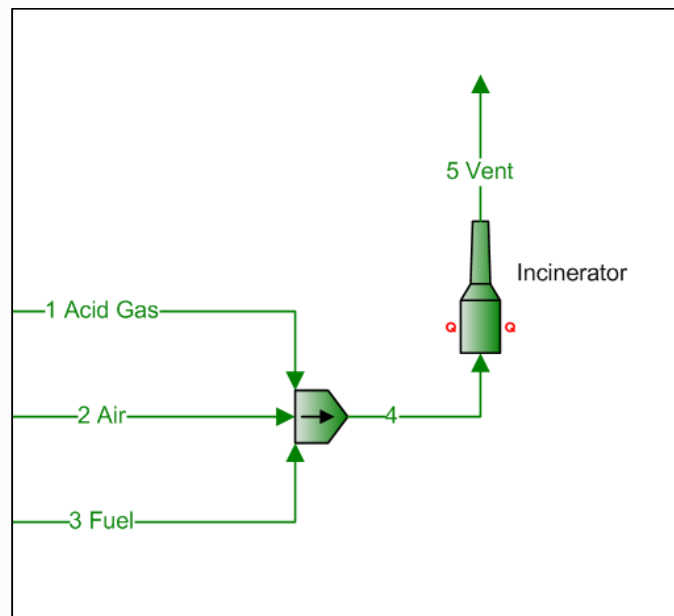 5 Vent
Incinerator
1 Acid Gas
Q Q
2 Air
4
3 Fuel